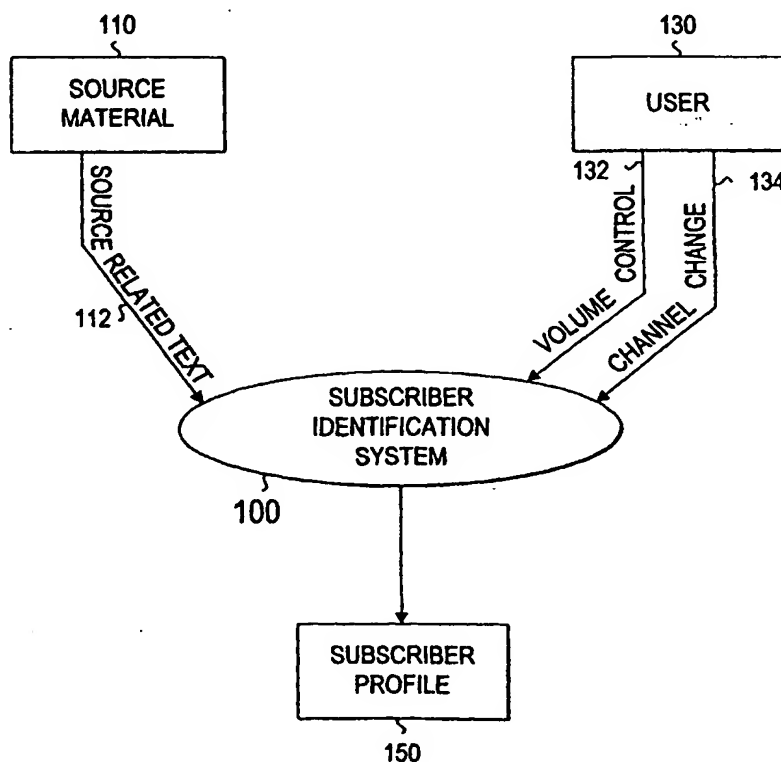 110
SOURCE
MATERIAL
130
USER
132
134
SOURCE RELATED TEXT
112
VOLUME CONTROL
CHANNEL CHANGE
SUBSCRIBER
IDENTIFICATION
SYSTEM
100
SUBSCRIBER
PROFILE
150